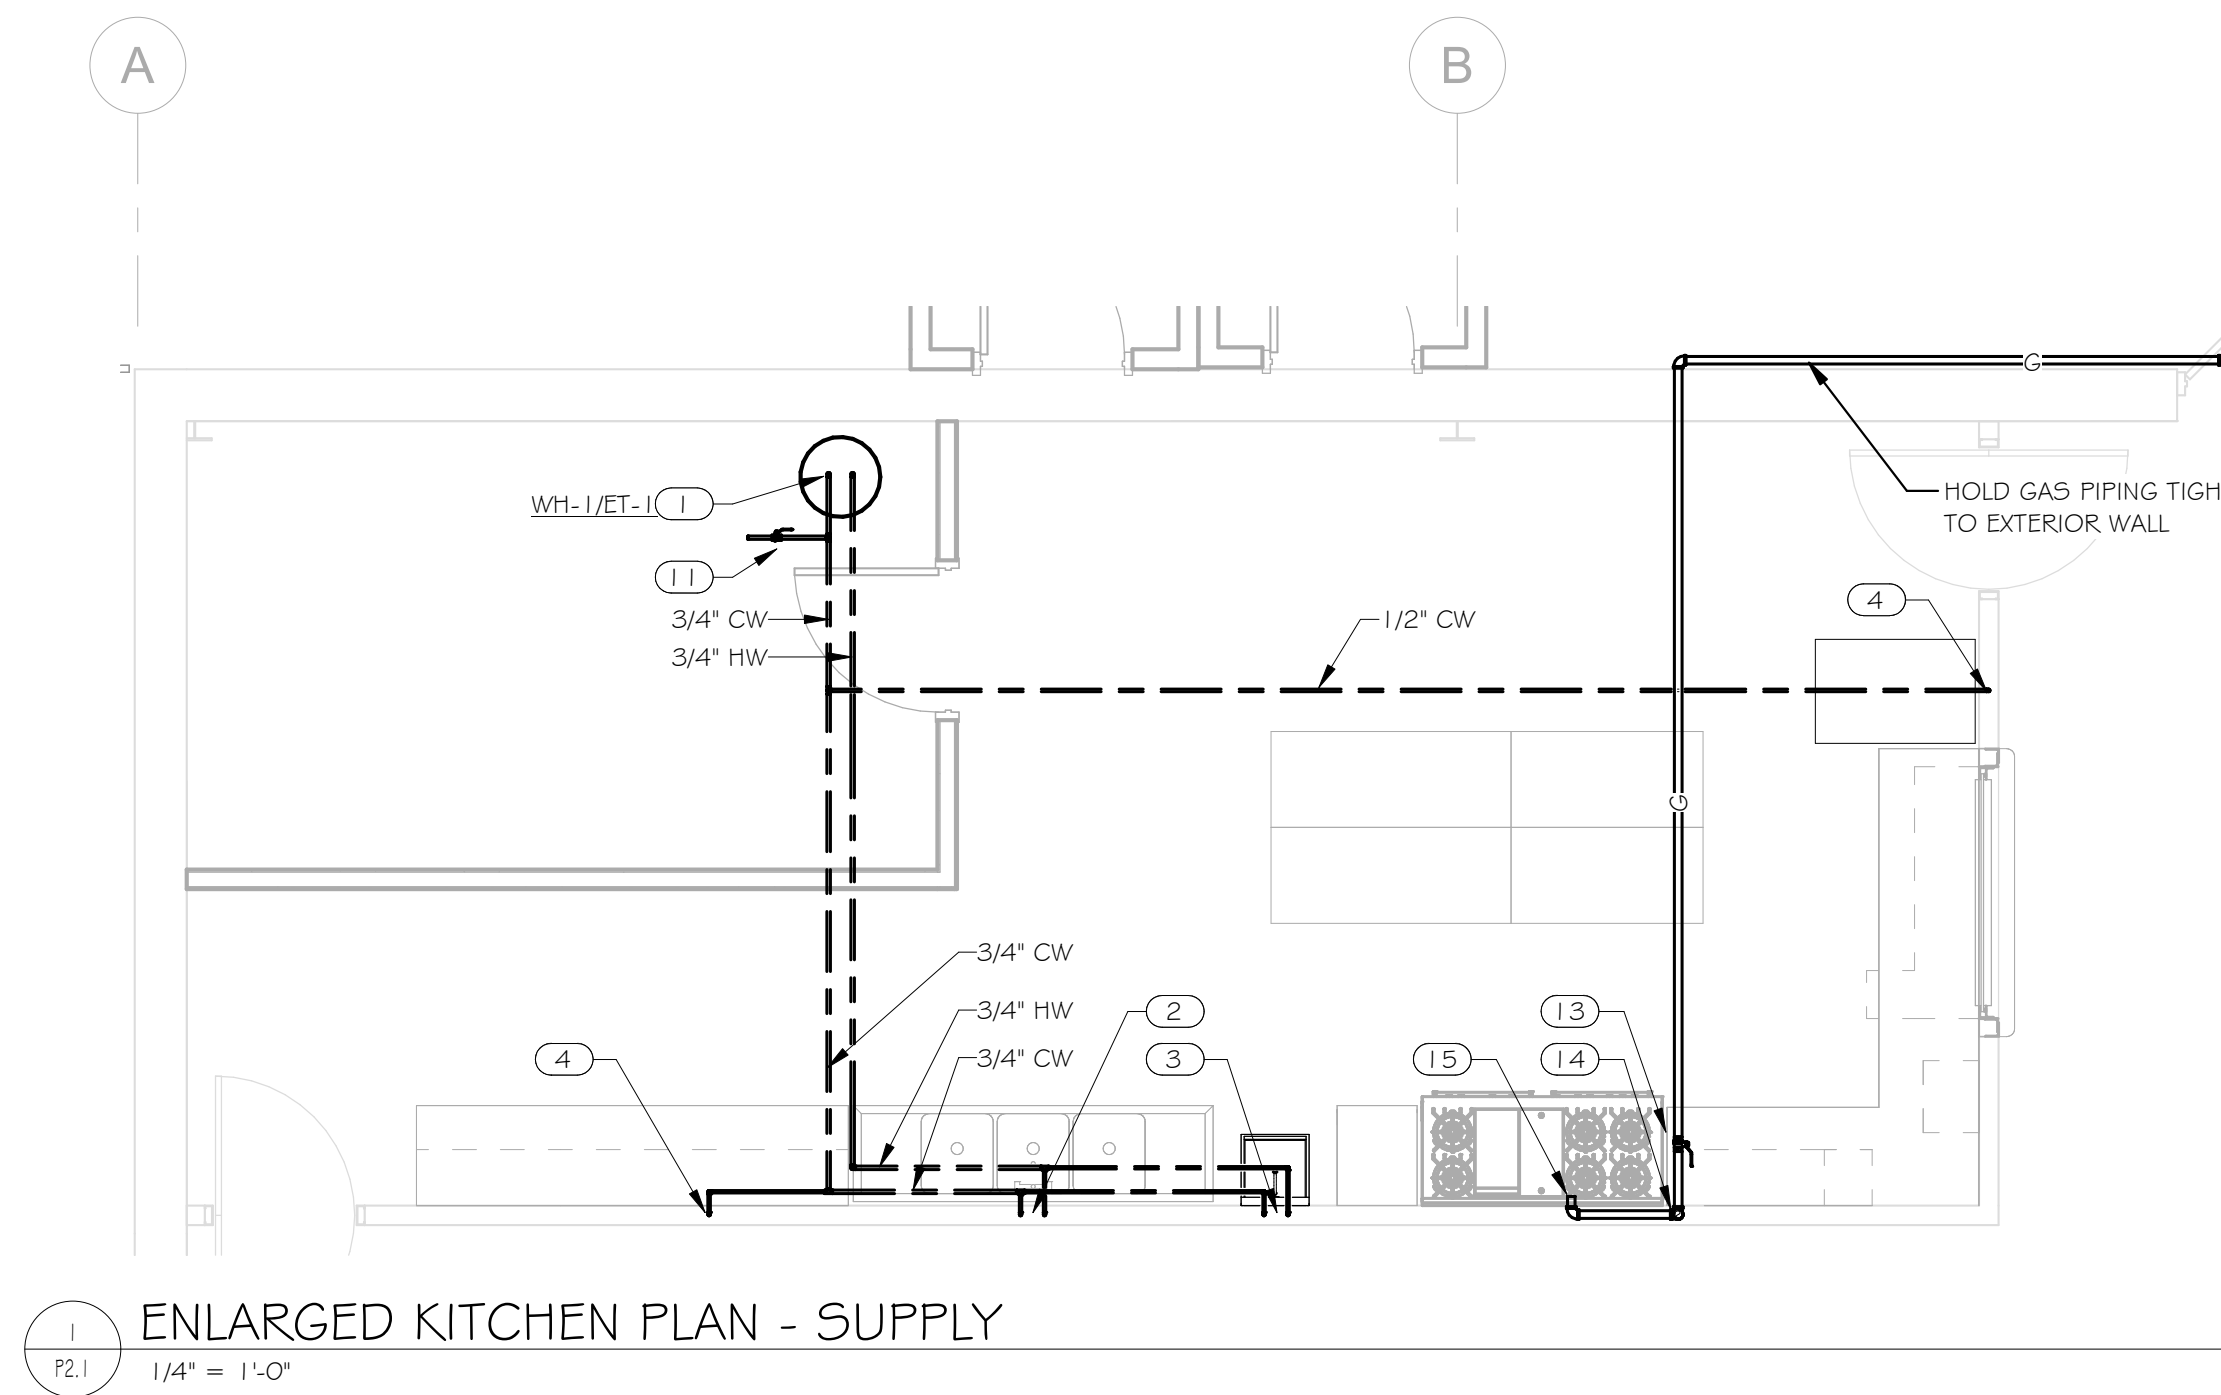 A
B
G
WH-1/ET-1 1
HOLD GAS PIPING TIGH
TO EXTERIOR WALL
11
4
3/4" CW
1/2" CW
3/4" HW
G
3/4" CW
3/4" HW
2
13
4
3/4" CW
3
15
14
1
P2.1
ENLARGED KITCHEN PLAN - SUPPLY
1/4" = 1'-0"